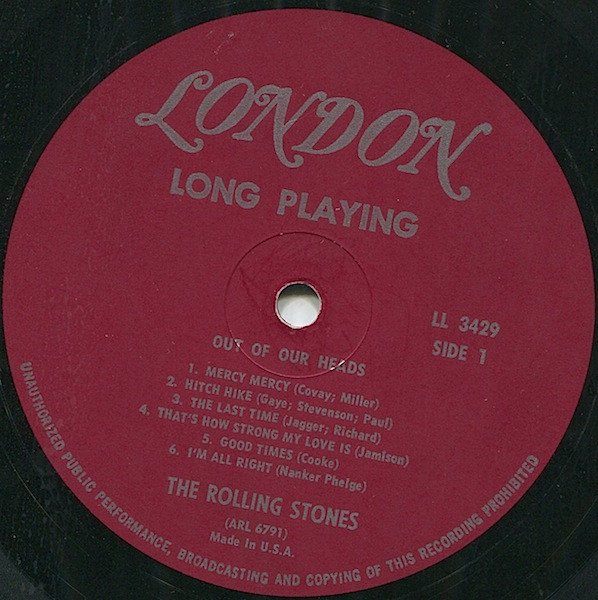 LONDON
LONG PLAYING
LL 3429
SIDE 1
OUT OF OUR HEADS
1. MERCY MERCY (Covay; Miller)
2. HITCH HIKE (Gaye; Stevenson; Paul)
3. THE LAST TIME (Jagger; Richard)
4. THAT'S HOW STRONG MY LOVE IS (Jamison)
5. GOOD TIMES (Cooke)
6. I'M ALL RIGHT (Nanker Phelge)
THE ROLLING STONES
(ARL 6791)
Made in U.S.A.
UNAUTHORIZED PUBLIC PERFORMANCE, BROADCASTING AND COPYING OF THIS RECORDING PROHIBITED